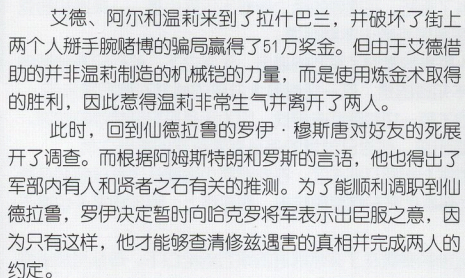 艾德、阿尔和温莉来到了拉什巴兰，并破坏了街上
两个人掰手腕赌博的骗局赢得了51万奖金。但由于艾德借
助的并非温莉制造的机械铠的力量，而是使用炼金术取得
的胜利，因此惹得温莉非常生气并离开了两人。
此时，回到仙德拉鲁的罗伊·穆斯唐对好友的死展
开了调查。而根据阿姆斯特朗和罗斯的言语，他也得出了
军部内有人和贤者之石有关的推测。为了能顺利调职到仙
德拉鲁，罗伊决定暂时向哈克罗将军表示出臣服之意，因
为只有这样，他才能够查清修兹遇害的真相并完成两人的
约定。